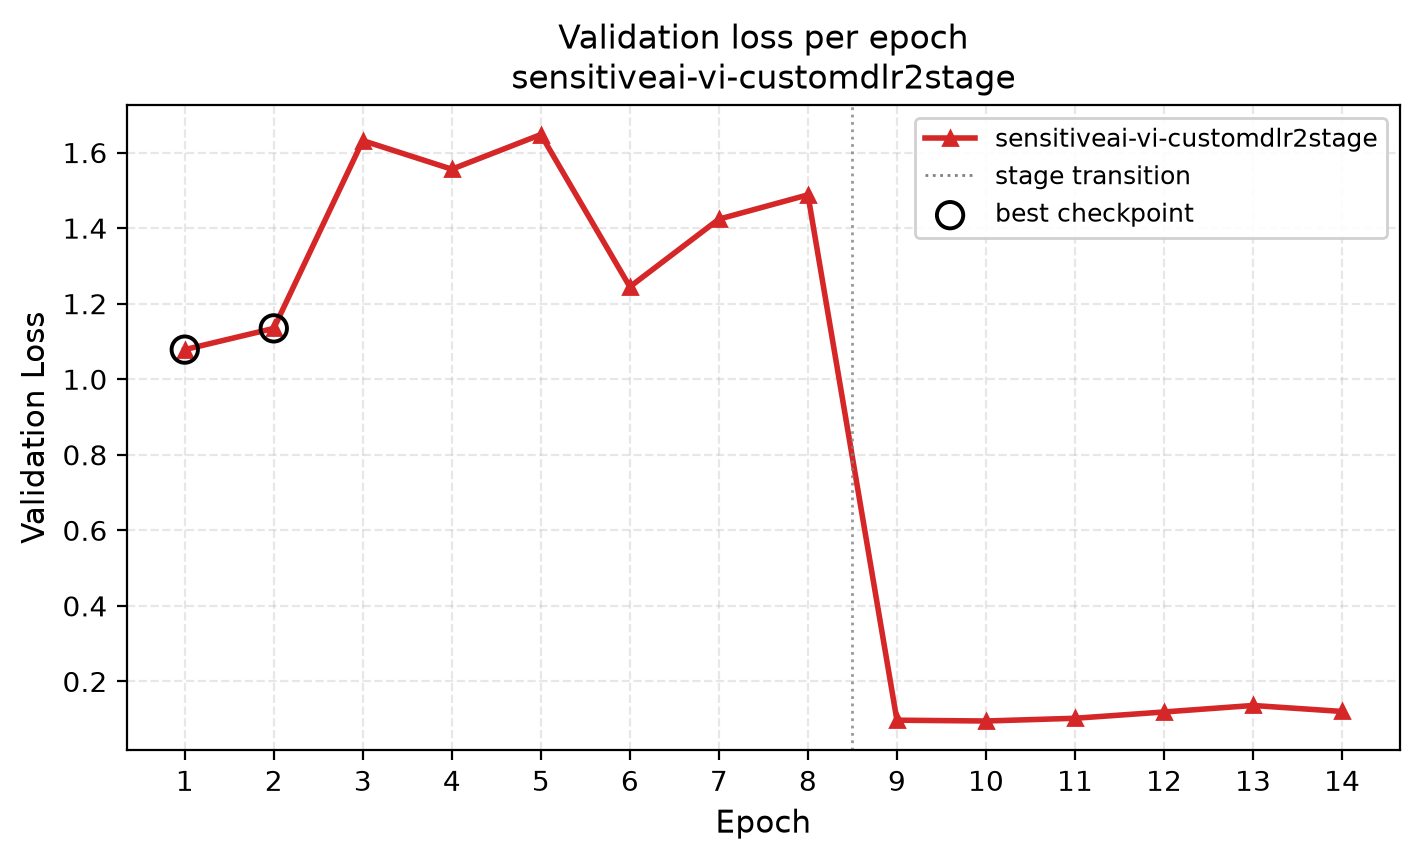 Validation loss per epoch
sensitiveai-vi-customdlr2stage
sensitiveai-vi-customdlr2stage
stage transition
best checkpoint
Validation Loss
1.6
1.4
1.2
1.0
0.8
0.6
0.4
0.2
1 2 3 4 5 6 7 8 9 10 11 12 13 14
Epoch